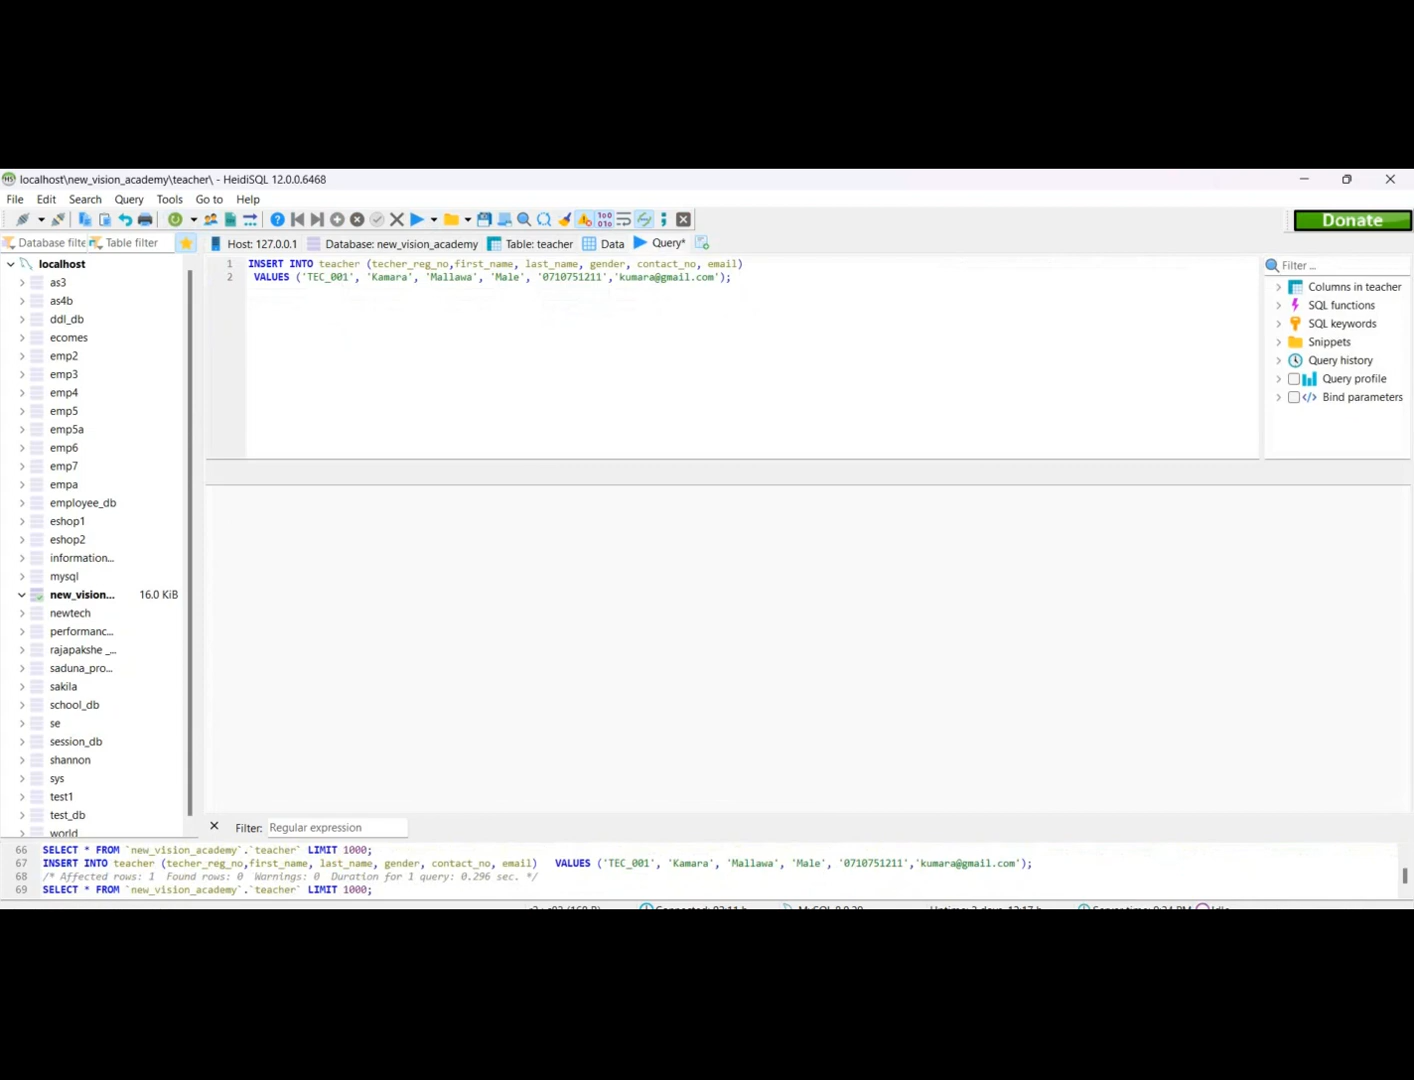 localhost\new_vision_academy\teacher\ - HeidiSQL 12.0.0.6468
File Edit Search Query Tools Go to Help
Donate
Database filte Table filter Host: 127.0.0.1 Database: new_vision_academy Table: teacher Data Query*
localhost
as3
as4b
ddl_db
ecomes
emp2
emp3
emp4
emp5
emp5a
emp6
emp7
empa
employee_db
eshop1
eshop2
information...
mysql
new_vision... 16.0 KiB
newtech
performanc...
rajapakshe _...
saduna_pro...
sakila
school_db
se
session_db
shannon
sys
test1
test_db
world
1 INSERT INTO teacher (techer_reg_no,first_name, last_name, gender, contact_no, email)
2 VALUES ('TEC_001', 'Kamara', 'Mallawa', 'Male', '0710751211','kumara@gmail.com');
Filter ...
Columns in teacher
SQL functions
SQL keywords
Snippets
Query history
Query profile
Bind parameters
Filter: Regular expression
66 SELECT * FROM `new_vision_academy`.`teacher` LIMIT 1000;
67 INSERT INTO teacher (techer_reg_no,first_name, last_name, gender, contact_no, email) VALUES ('TEC_001', 'Kamara', 'Mallawa', 'Male', '0710751211','kumara@gmail.com');
68 /* Affected rows: 1 Found rows: 0 Warnings: 0 Duration for 1 query: 0.296 sec. */
69 SELECT * FROM `new_vision_academy`.`teacher` LIMIT 1000;